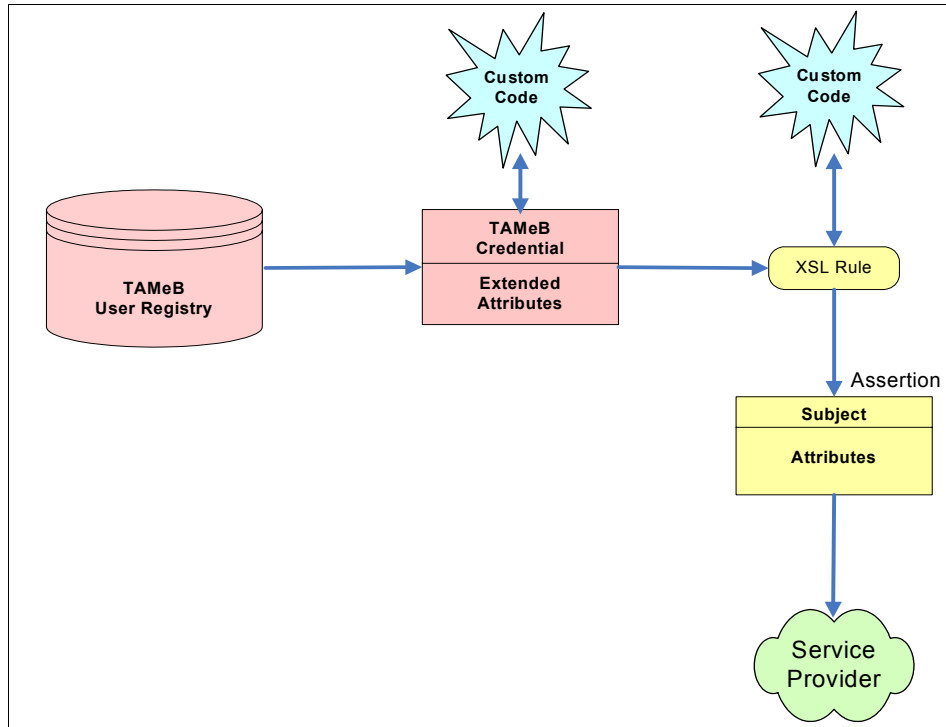 Custom
Code
Custom
Code
TAMeB
Credential
Extended
Attributes
TAMeB
User Registry
XSL Rule
Assertion
Subject
Attributes
Service
Provider